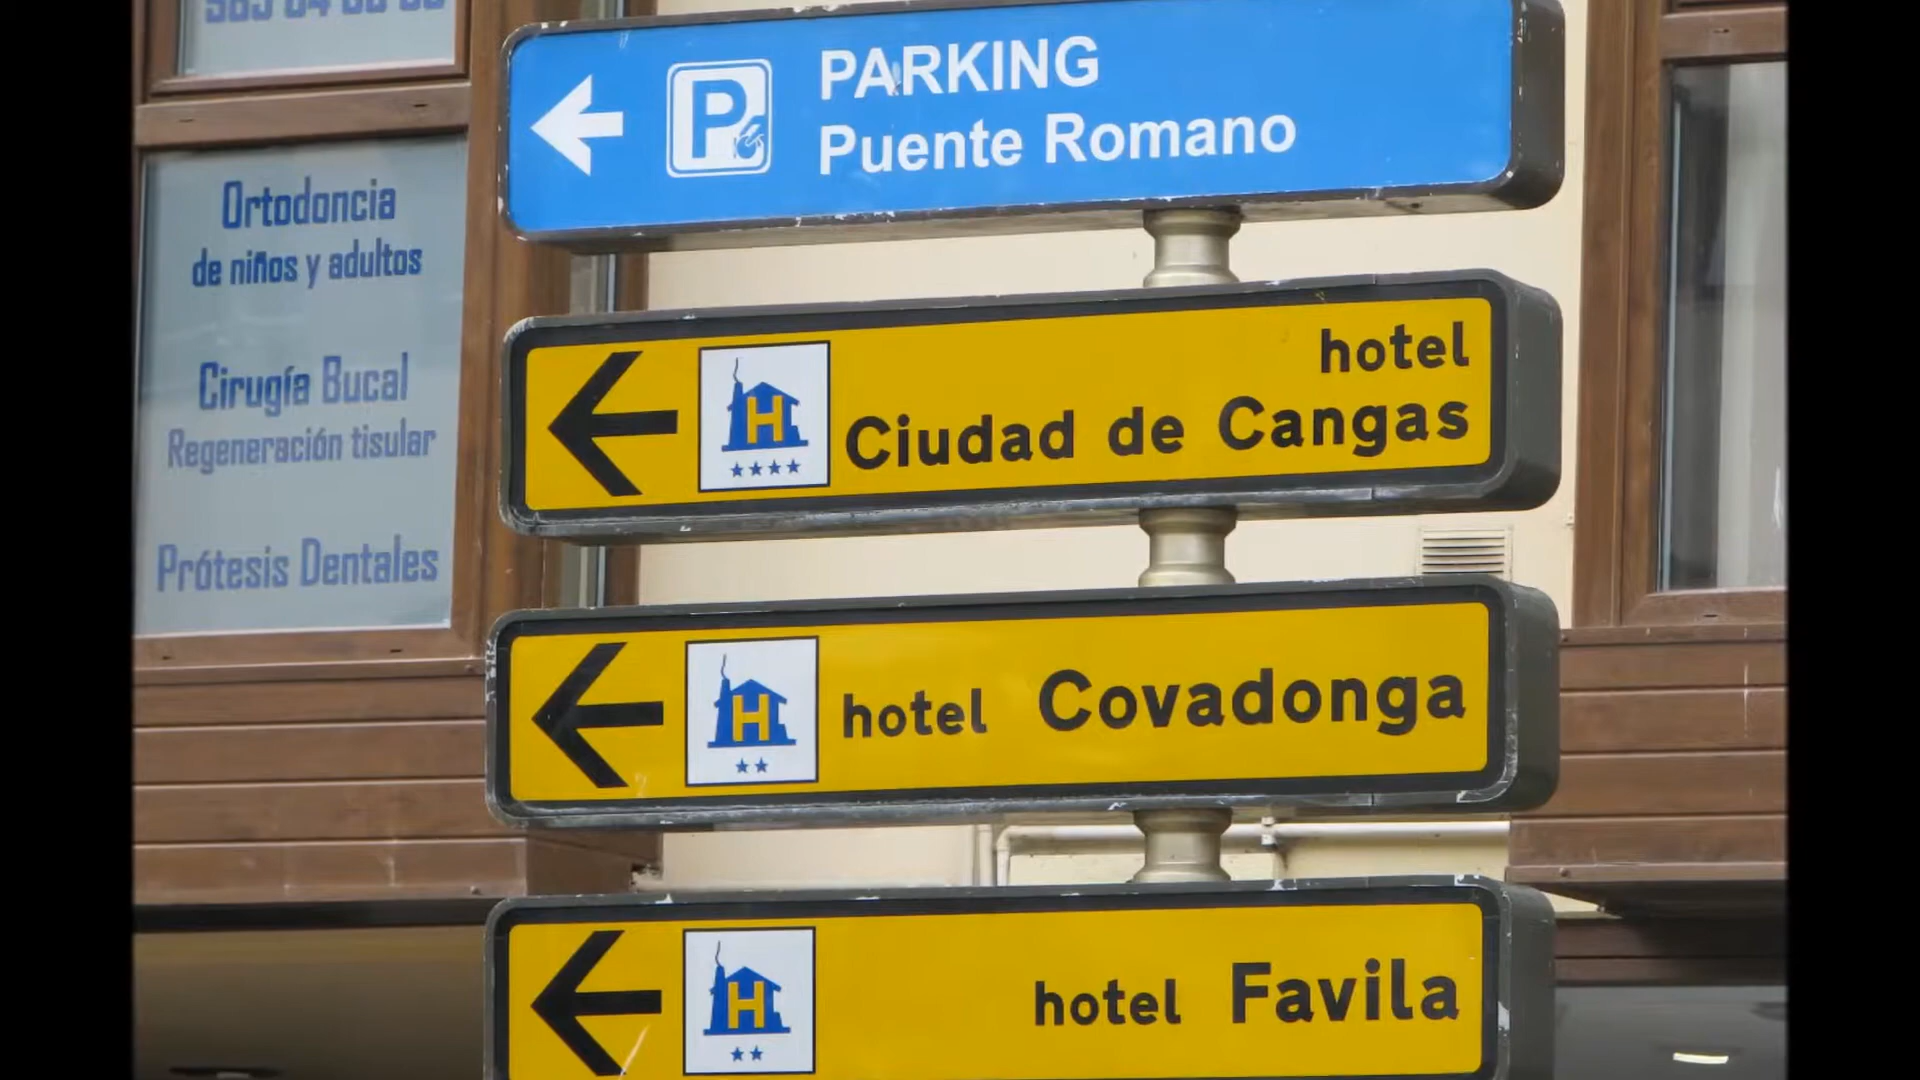 Ortodoncia
de niños y adultos
Cirugía Bucal
Regeneración tisular
Prótesis Dentales
P
PARKING
Puente Romano
H
hotel
Ciudad de Cangas
H
hotel Covadonga
H
hotel Favila